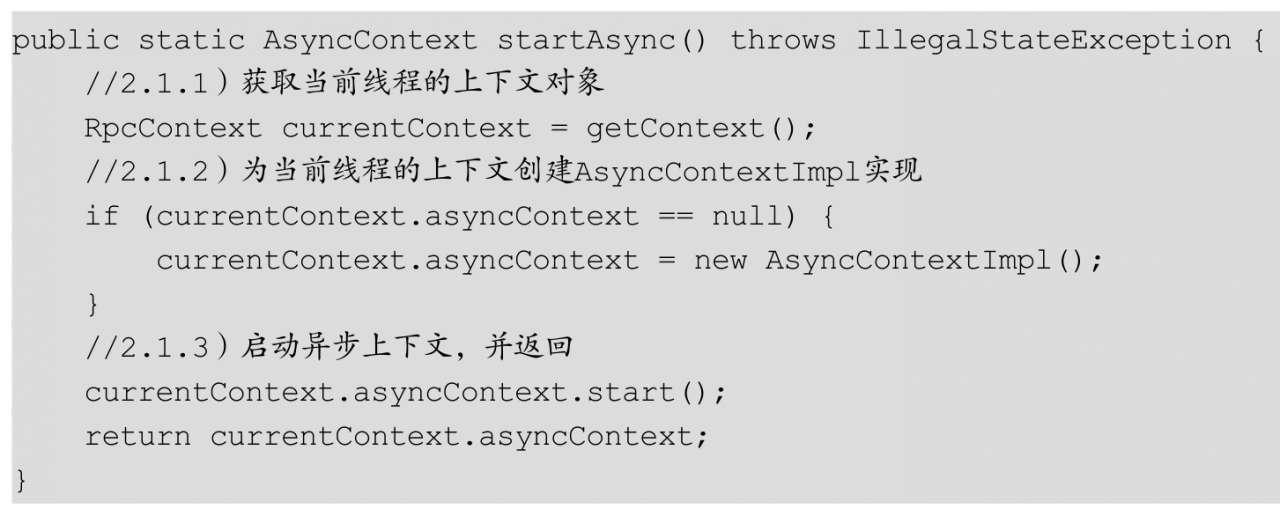 public static AsyncContext startAsync() throws IllegalStateException {
    //2.1.1）获取当前线程的上下文对象
    RpcContext currentContext = getContext();
    //2.1.2）为当前线程的上下文创建AsyncContextImpl实现
    if (currentContext.asyncContext == null) {
        currentContext.asyncContext = new AsyncContextImpl();
    }
    //2.1.3）启动异步上下文，并返回
    currentContext.asyncContext.start();
    return currentContext.asyncContext;
}